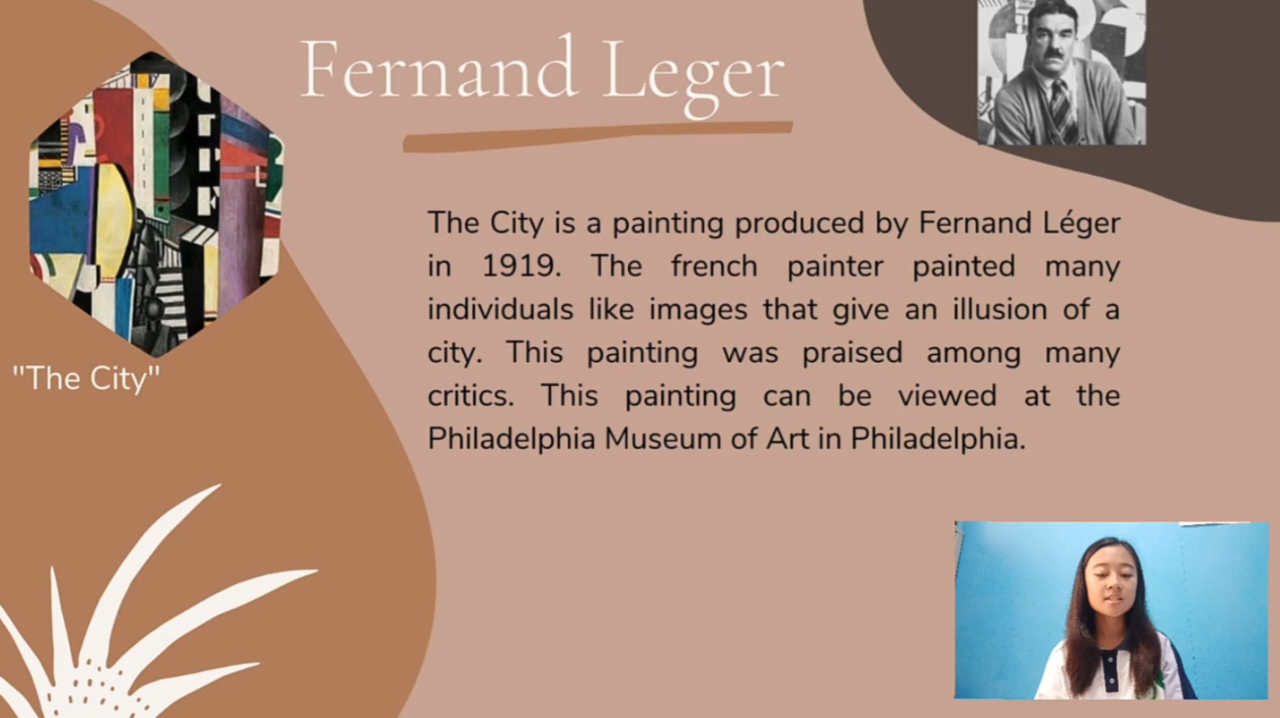 Fernand Leger
The City is a painting produced by Fernand Léger
in 1919. The french painter painted many
individuals like images that give an illusion of a
city. This painting was praised among many
critics. This painting can be viewed at the
Philadelphia Museum of Art in Philadelphia.
"The City"